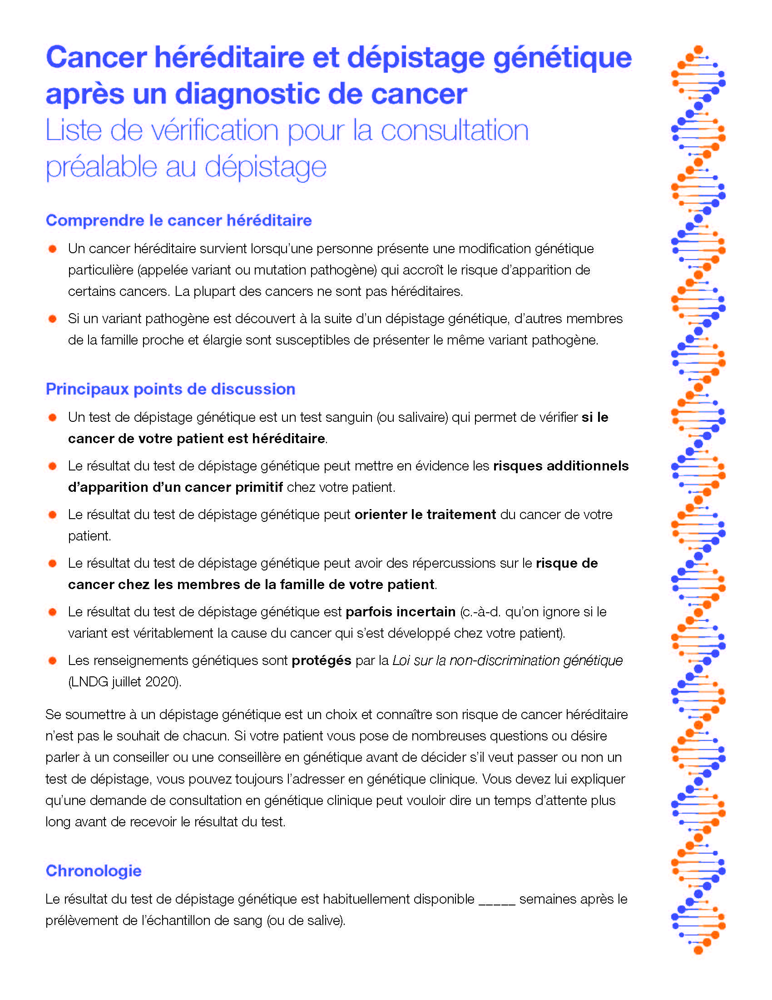 Cancer héréditaire et dépistage génétique
après un diagnostic de cancer
Liste de vérification pour la consultation
préalable au dépistage
Comprendre le cancer héréditaire
● Un cancer héréditaire survient lorsqu'une personne présente une modification génétique
particulière (appelée variant ou mutation pathogène) qui accroît le risque d'apparition de
certains cancers. La plupart des cancers ne sont pas héréditaires.
● Si un variant pathogène est découvert à la suite d'un dépistage génétique, d'autres membres
de la famille proche et élargie sont susceptibles de présenter le même variant pathogène.
Principaux points de discussion
● Un test de dépistage génétique est un test sanguin (ou salivaire) qui permet de vérifier si le
cancer de votre patient est héréditaire.
● Le résultat du test de dépistage génétique peut mettre en évidence les risques additionnels
d'apparition d'un cancer primitif chez votre patient.
● Le résultat du test de dépistage génétique peut orienter le traitement du cancer de votre
patient.
● Le résultat du test de dépistage génétique peut avoir des répercussions sur le risque de
cancer chez les membres de la famille de votre patient.
● Le résultat du test de dépistage génétique est parfois incertain (c.-à-d. qu'on ignore si le
variant est véritablement la cause du cancer qui s'est développé chez votre patient).
● Les renseignements génétiques sont protégés par la Loi sur la non-discrimination génétique
(LNDG juillet 2020).
Se soumettre à un dépistage génétique est un choix et connaître son risque de cancer héréditaire
n'est pas le souhait de chacun. Si votre patient vous pose de nombreuses questions ou désire
parler à un conseiller ou une conseillère en génétique avant de décider s'il veut passer ou non un
test de dépistage, vous pouvez toujours l'adresser en génétique clinique. Vous devez lui expliquer
qu'une demande de consultation en génétique clinique peut vouloir dire un temps d'attente plus
long avant de recevoir le résultat du test.
Chronologie
Le résultat du test de dépistage génétique est habituellement disponible _____ semaines après le
prélèvement de l'échantillon de sang (ou de salive).